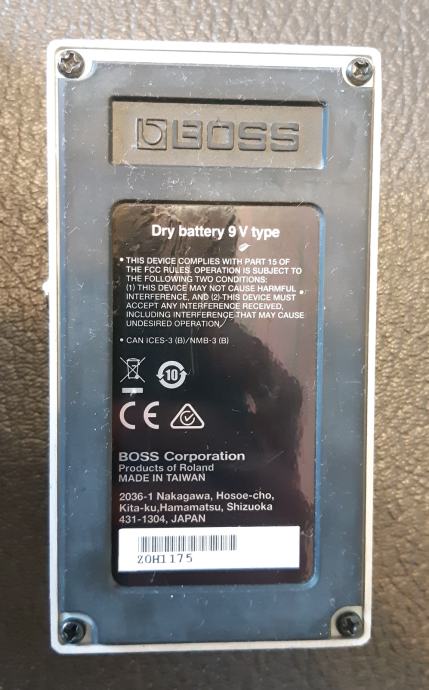 BOSS
Dry battery 9 V type
• THIS DEVICE COMPLIES WITH PART 15 OF
THE FCC RULES. OPERATION IS SUBJECT TO
THE FOLLOWING TWO CONDITIONS:
(1) THIS DEVICE MAY NOT CAUSE HARMFUL
INTERFERENCE, AND (2) THIS DEVICE MUST
ACCEPT ANY INTERFERENCE RECEIVED,
INCLUDING INTERFERENCE THAT MAY CAUSE
UNDESIRED OPERATION.
• CAN ICES-3 (B)/NMB-3 (B)
10
CE
BOSS Corporation
Products of Roland
MADE IN TAIWAN
2036-1 Nakagawa, Hosoe-cho,
Kita-ku,Hamamatsu, Shizuoka
431-1304, JAPAN
Z0H1175